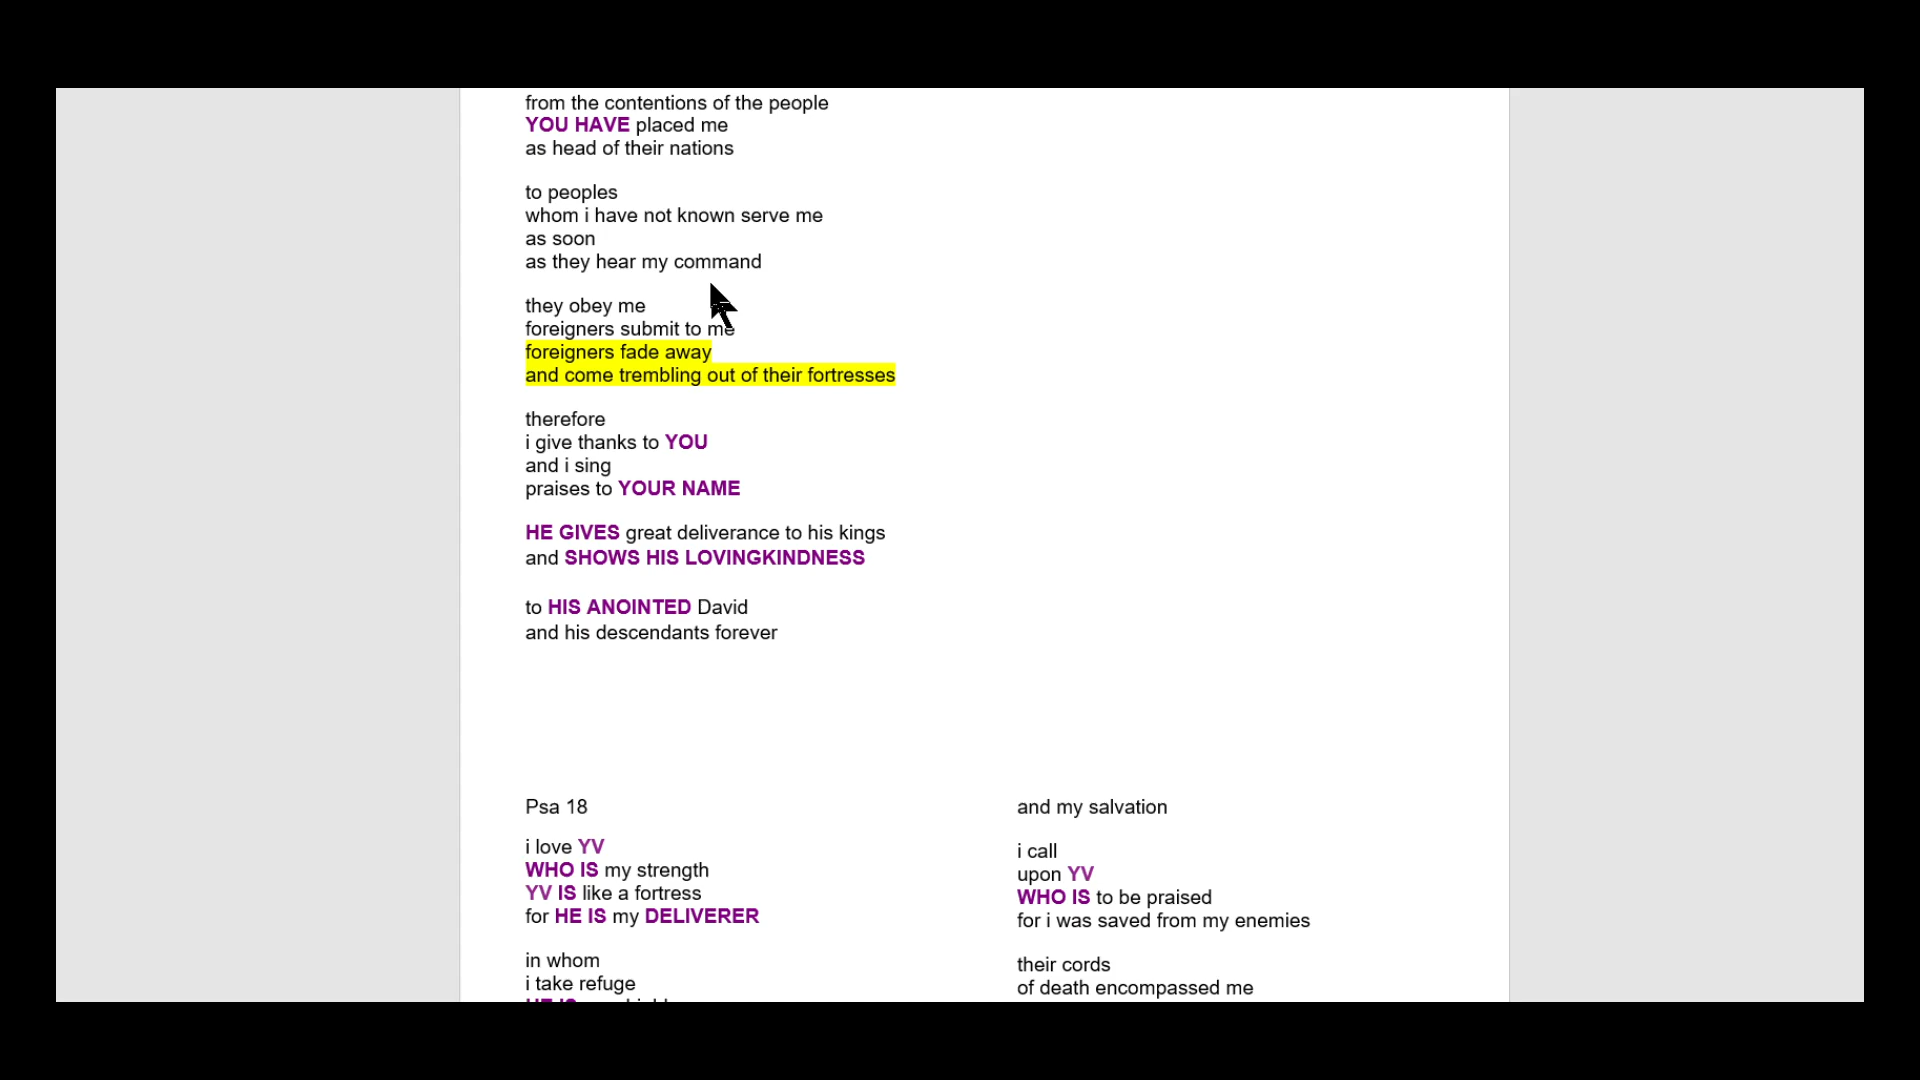 from the contentions of the people
YOU HAVE placed me
as head of their nations
to peoples
whom i have not known serve me
as soon
as they hear my command
they obey me
foreigners submit to me
foreigners fade away
and come trembling out of their fortresses
therefore
i give thanks to YOU
and i sing
praises to YOUR NAME
HE GIVES great deliverance to his kings
and SHOWS HIS LOVINGKINDNESS
to HIS ANOINTED David
and his descendants forever
Psa 18
i love YV
WHO IS my strength
YV IS like a fortress
for HE IS my DELIVERER
in whom
i take refuge
and my salvation
i call
upon YV
WHO IS to be praised
for i was saved from my enemies
their cords
of death encompassed me